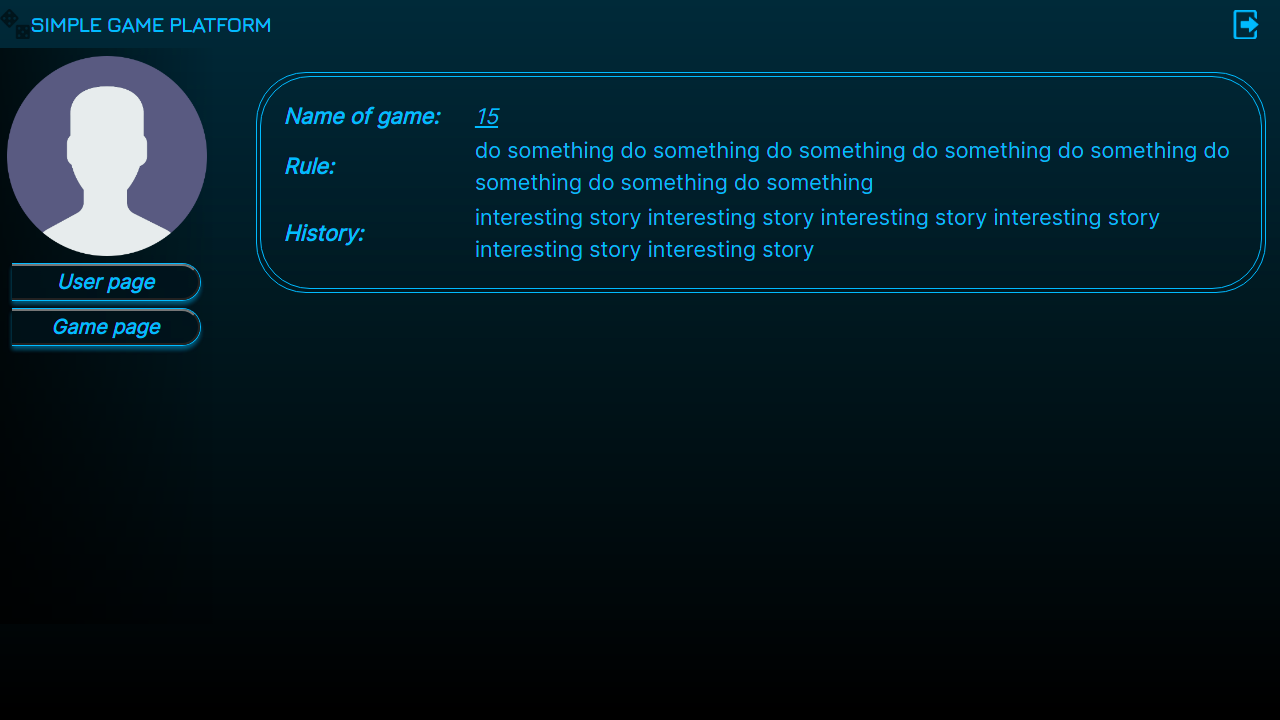 SIMPLE GAME PLATFORM
Name of game: 15
Rule: do something do something do something do something do something do
something do something do something
History: interesting story interesting story interesting story interesting story
interesting story interesting story
User page
Game page